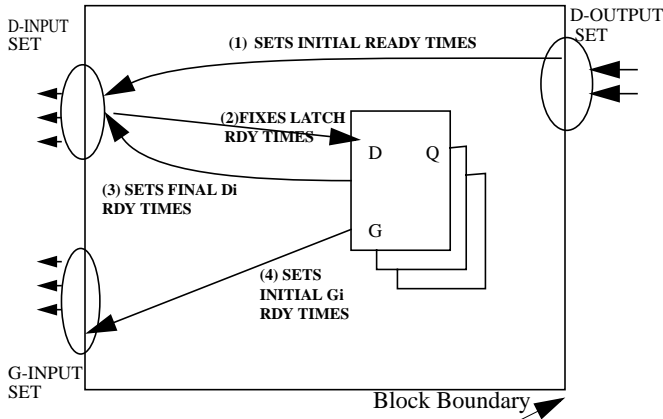 D-INPUT
SET
D-OUTPUT
SET
(1) SETS INITIAL READY TIMES
(2)FIXES LATCH
RDY TIMES
D Q
(3) SETS FINAL Di
RDY TIMES
G
(4) SETS
INITIAL Gi
RDY TIMES
G-INPUT
SET
Block Boundary